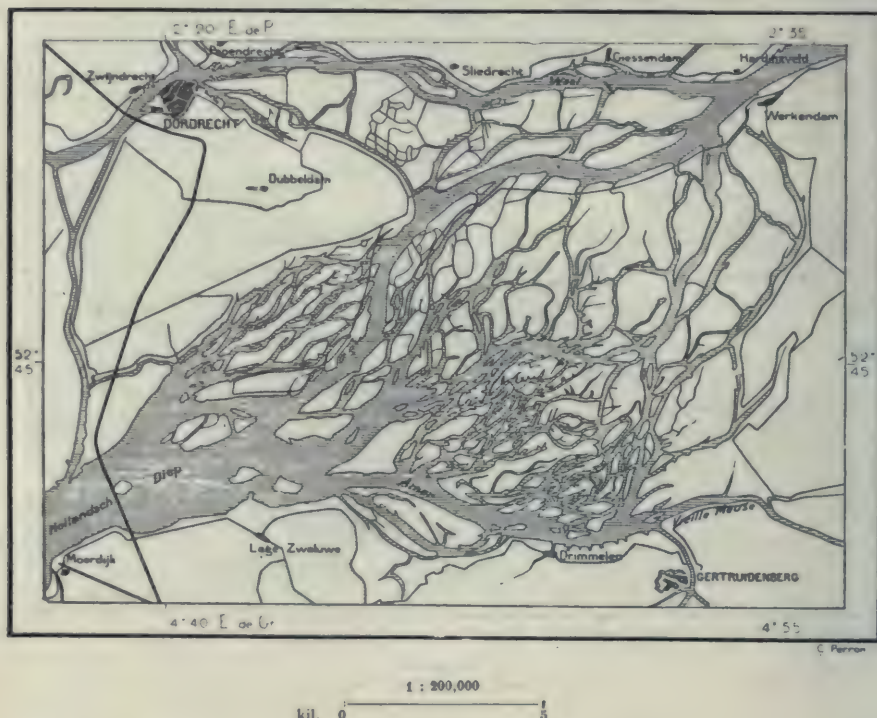 2° 20' E de P.
2° 35'
Papendrecht
Zwijndrecht
Sliedrecht
Giessendam
Hardinxveld
Waal
Werkendam
DORDRECHT
Dubbeldam
52° 45'
52° 45'
Hollandsch Diep
Amer
Vieille Meuse
Moerdijk
Lage Zwaluwe
Drimmelen
GERTRUIDENBERG
4° 40' E de Gr
4° 55'
C. Perron
1 : 200,000
kil. 0 5